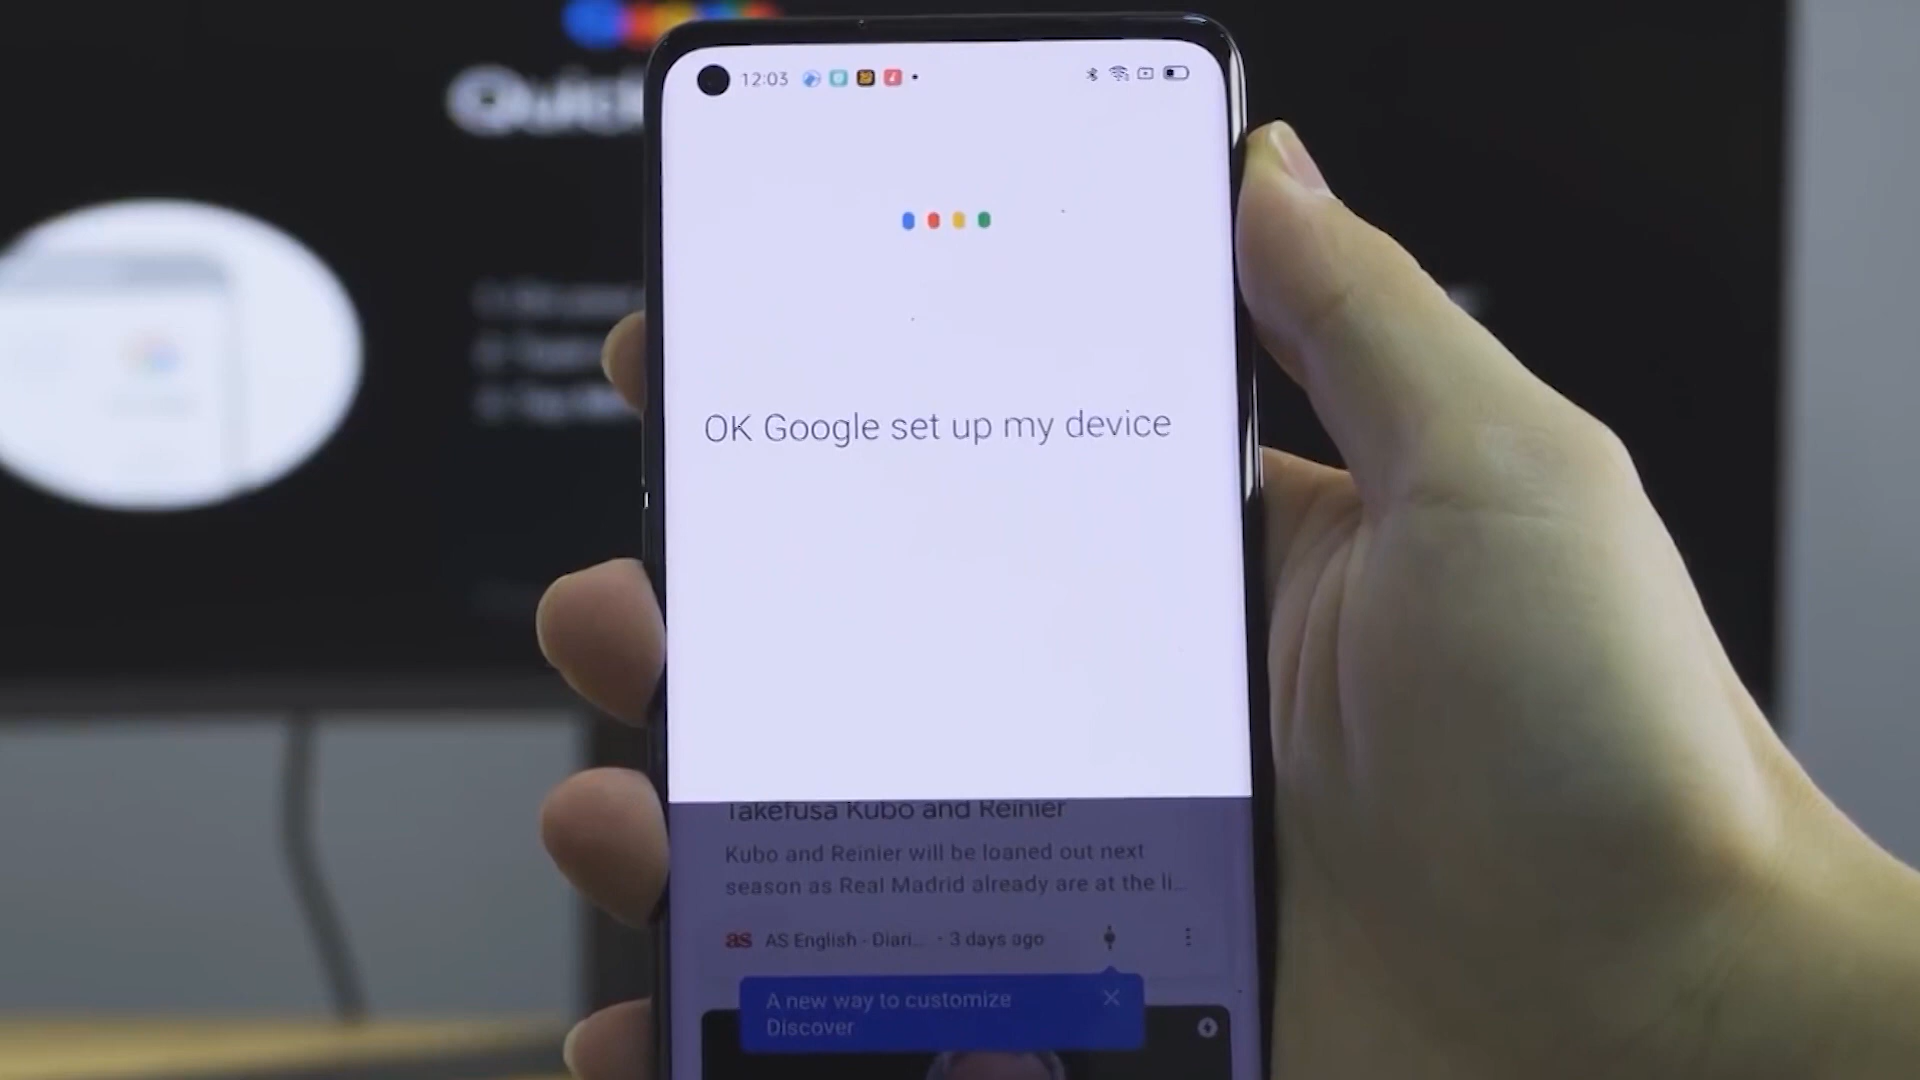 Quick
12:03
OK Google set up my device
Takefusa Kubo and Reinier
Kubo and Reinier will be loaned out next
season as Real Madrid already are at the li...
as AS English - Diari... · 3 days ago
A new way to customize
Discover